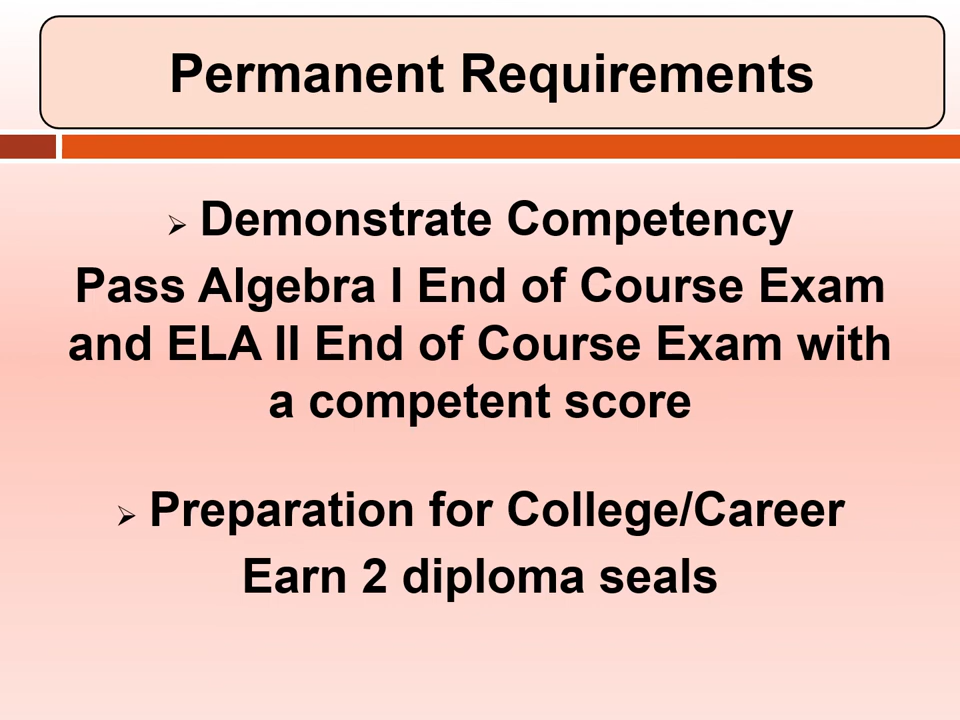 Permanent Requirements
➢ Demonstrate Competency
Pass Algebra I End of Course Exam
and ELA II End of Course Exam with
a competent score
➢ Preparation for College/Career
Earn 2 diploma seals